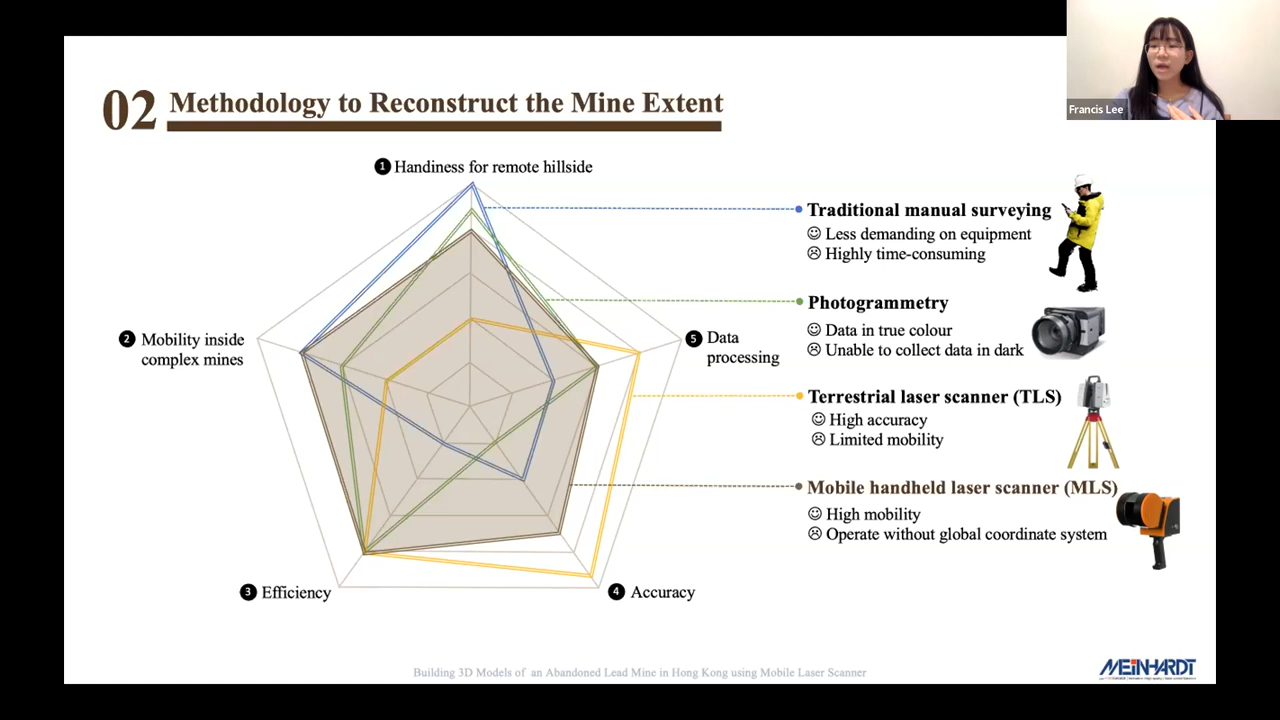 Francis Lee
02 Methodology to Reconstruct the Mine Extent
1 Handiness for remote hillside
2 Mobility inside
complex mines
3 Efficiency
4 Accuracy
5 Data
processing
Traditional manual surveying
☺ Less demanding on equipment
☹ Highly time-consuming
Photogrammetry
☺ Data in true colour
☹ Unable to collect data in dark
Terrestrial laser scanner (TLS)
☺ High accuracy
☹ Limited mobility
Mobile handheld laser scanner (MLS)
☺ High mobility
☹ Operate without global coordinate system
Building 3D Models of an Abandoned Lead Mine in Hong Kong using Mobile Laser Scanner
MEINHARDT